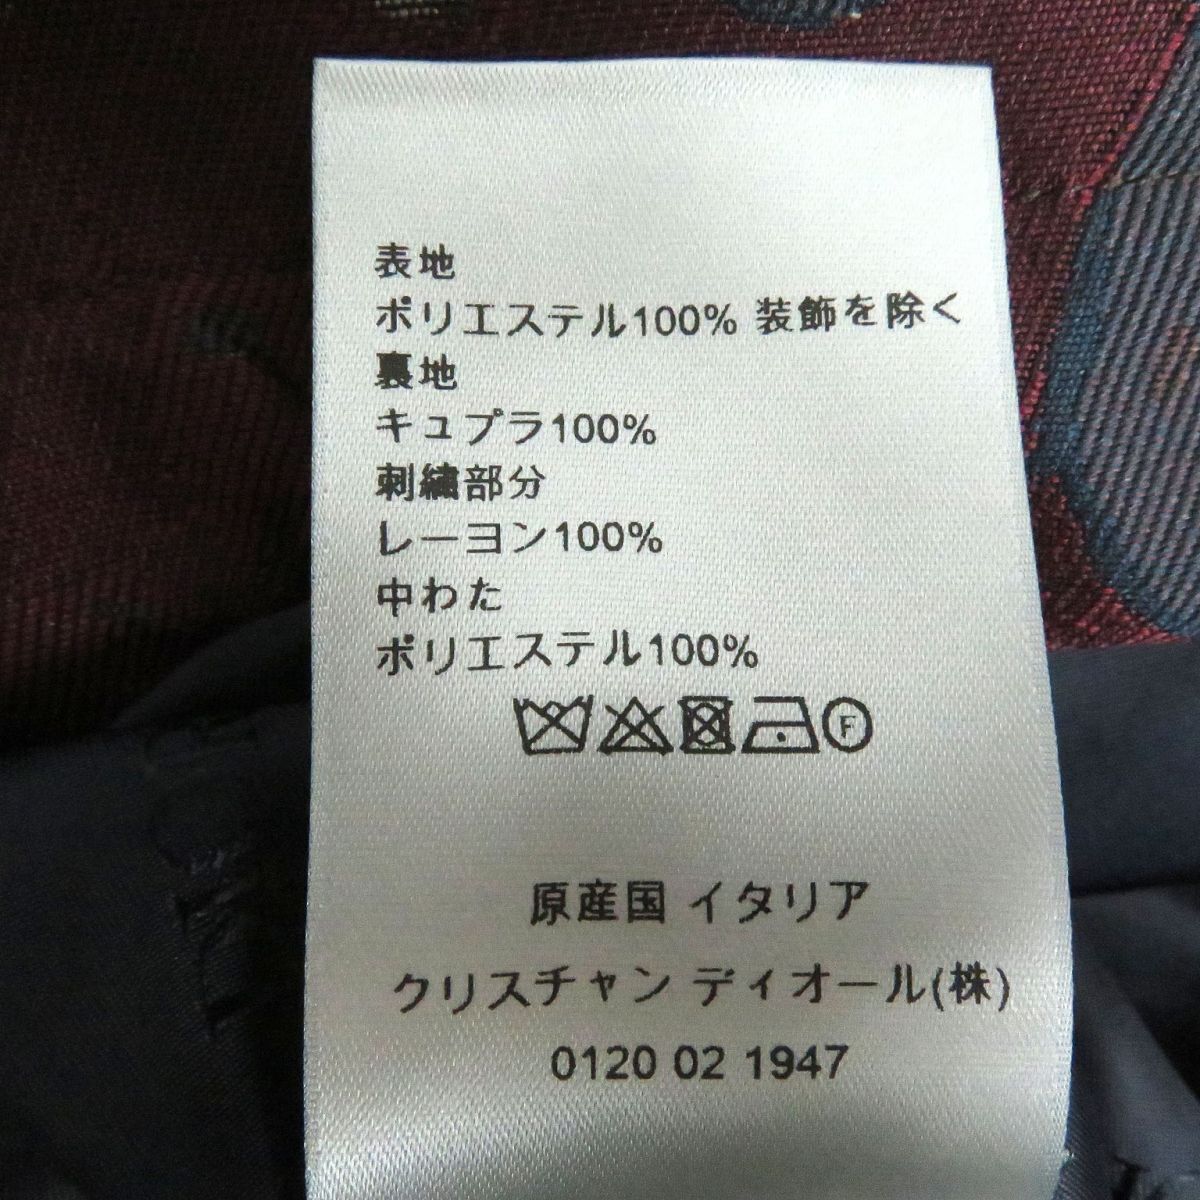 表地
ポリエステル100% 装飾を除く
裏地
キュプラ100%
刺繍部分
レーヨン100%
中わた
ポリエステル100%
F
原産国 イタリア
クリスチャン ディオール(株)
0120 02 1947